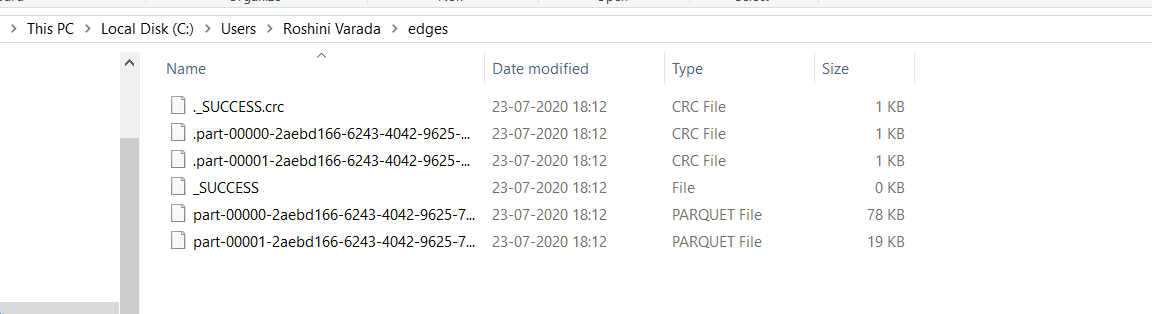 Organize New Open Select
> This PC > Local Disk (C:) > Users > Roshini Varada > edges
Name Date modified Type Size
._SUCCESS.crc 23-07-2020 18:12 CRC File 1 KB
.part-00000-2aebd166-6243-4042-9625-... 23-07-2020 18:12 CRC File 1 KB
.part-00001-2aebd166-6243-4042-9625-... 23-07-2020 18:12 CRC File 1 KB
_SUCCESS 23-07-2020 18:12 File 0 KB
part-00000-2aebd166-6243-4042-9625-7... 23-07-2020 18:12 PARQUET File 78 KB
part-00001-2aebd166-6243-4042-9625-7... 23-07-2020 18:12 PARQUET File 19 KB